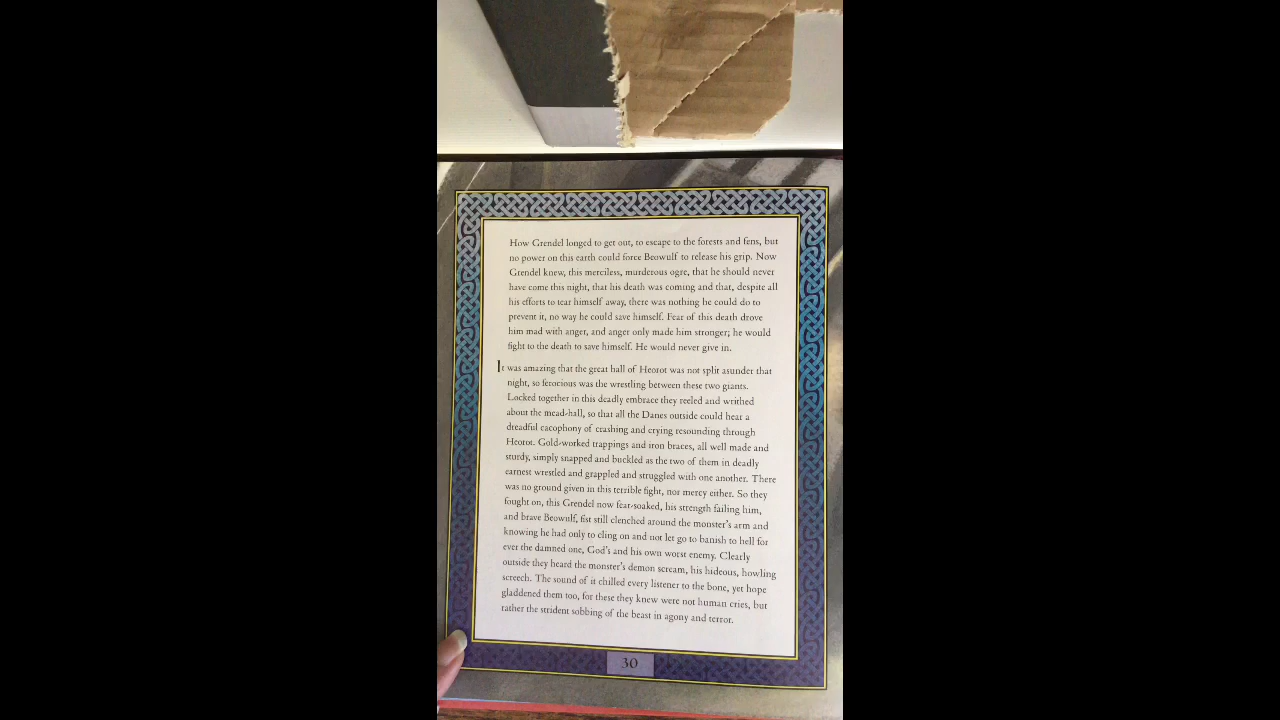 How Grendel longed to get out, to escape to the forests and fens, but
no power on this earth could force Beowulf to release his grip. Now
Grendel knew, this merciless, murderous ogre, that he should never
have come this night, that his death was coming and that, despite all
his efforts to tear himself away, there was nothing he could do to
prevent it, no way he could save himself. Fear of this death drove
him mad with anger, and anger only made him stronger; he would
fight to the death to save himself. He would never give in.
It was amazing that the great hall of Heorot was not split asunder that
night, so ferocious was the wrestling between these two giants.
Locked together in this deadly embrace they reeled and writhed
about the mead-hall, so that all the Danes outside could hear a
dreadful cacophony of crashing and crying resounding through
Heorot. Gold-worked trappings and iron braces, all well made and
sturdy, simply snapped and buckled as the two of them in deadly
earnest wrestled and grappled and struggled with one another. There
was no ground given in this terrible fight, nor mercy either. So they
fought on, this Grendel now fear-soaked, his strength failing him,
and brave Beowulf, fist still clenched around the monster's arm and
knowing he had only to cling on and not let go to banish to hell for
ever the damned one, God's and his own worst enemy. Clearly
outside they heard the monster's demon scream, his hideous, howling
screech. The sound of it chilled every listener to the bone, yet hope
gladdened them too, for these they knew were not human cries, but
rather the strident sobbing of the beast in agony and terror.
30